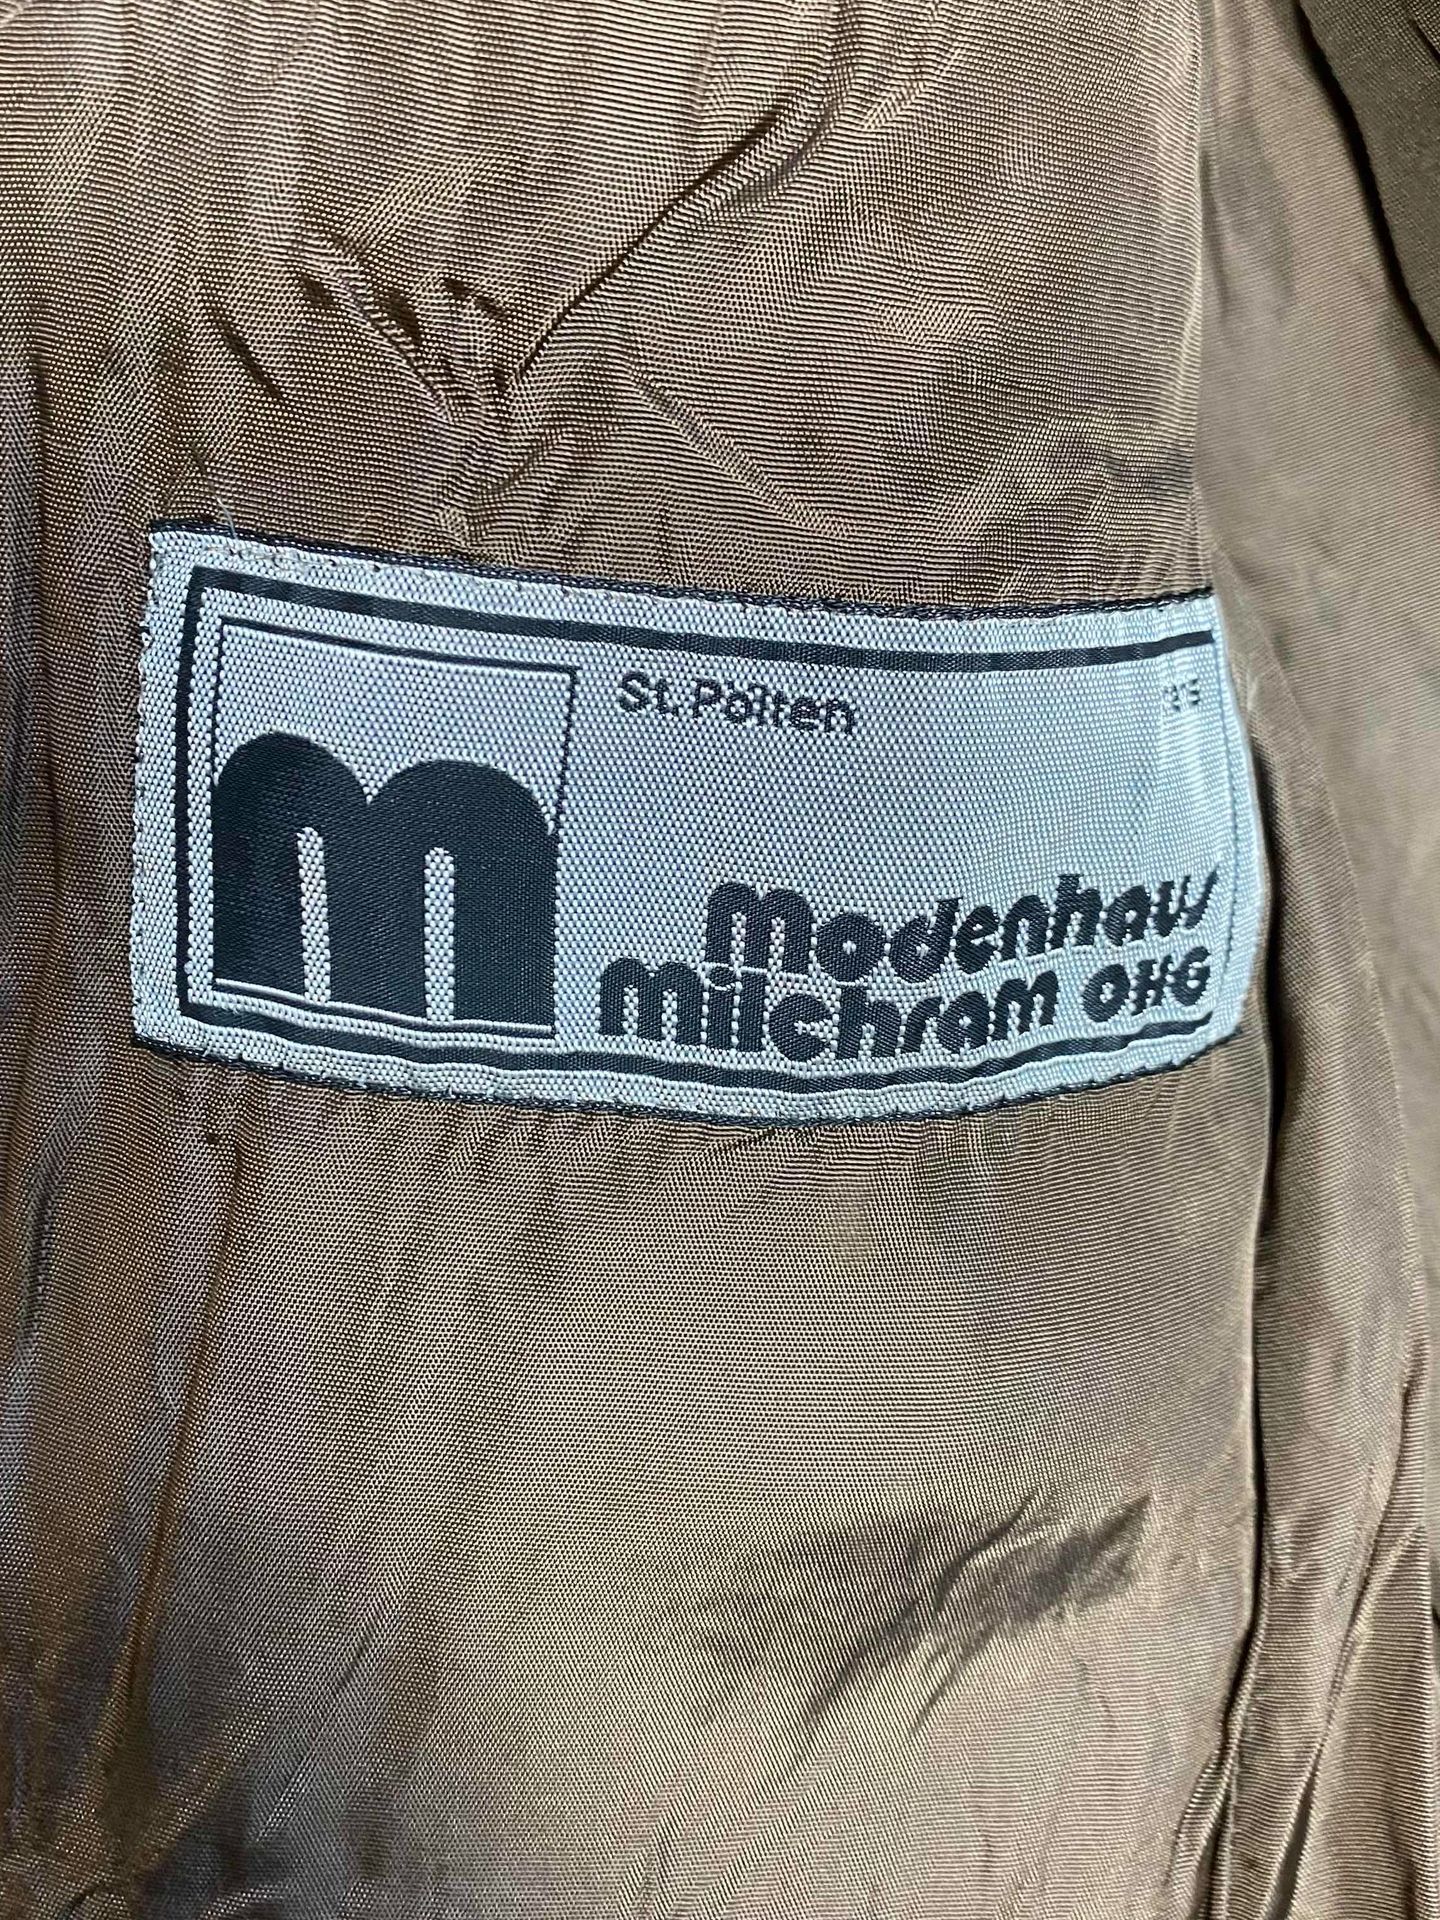 St. Pölten
m
modenhaus
milchram OHG